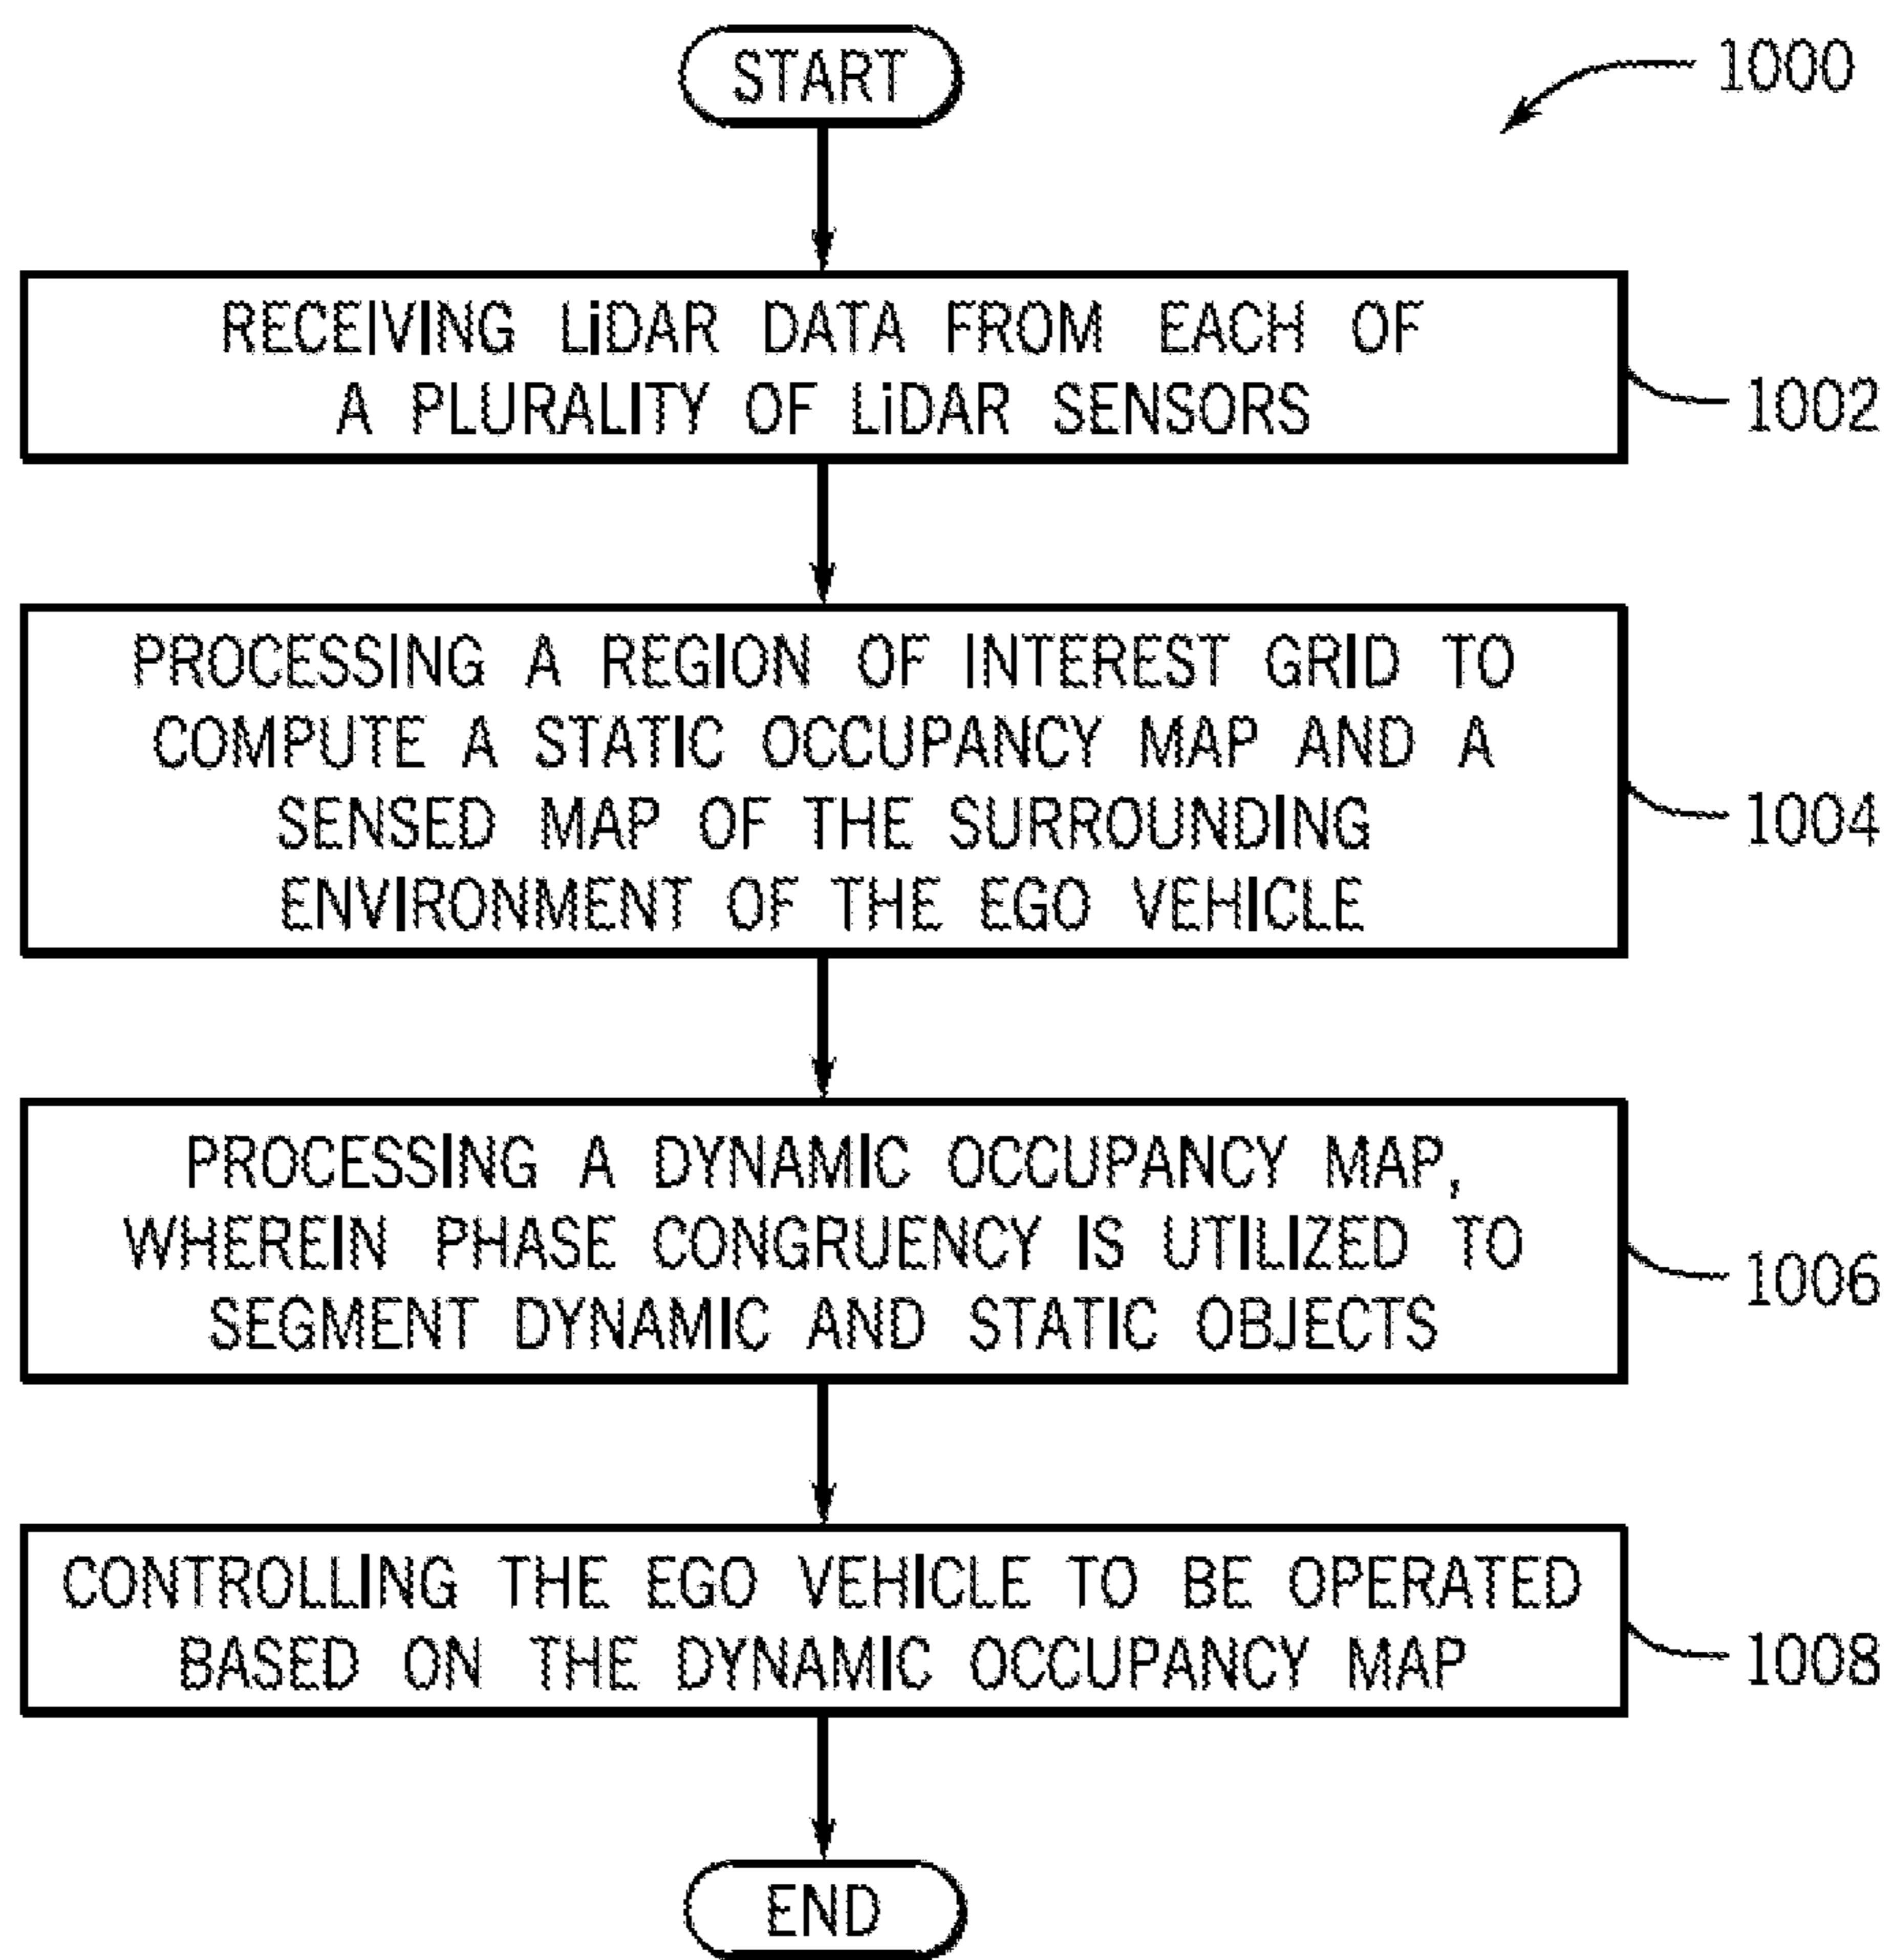 START
1000
RECEIVING LiDAR DATA FROM EACH OF
A PLURALITY OF LiDAR SENSORS
1002
PROCESSING A REGION OF INTEREST GRID TO
COMPUTE A STATIC OCCUPANCY MAP AND A
SENSED MAP OF THE SURROUNDING
ENVIRONMENT OF THE EGO VEHICLE
1004
PROCESSING A DYNAMIC OCCUPANCY MAP,
WHEREIN PHASE CONGRUENCY IS UTILIZED TO
SEGMENT DYNAMIC AND STATIC OBJECTS
1006
CONTROLLING THE EGO VEHICLE TO BE OPERATED
BASED ON THE DYNAMIC OCCUPANCY MAP
1008
END